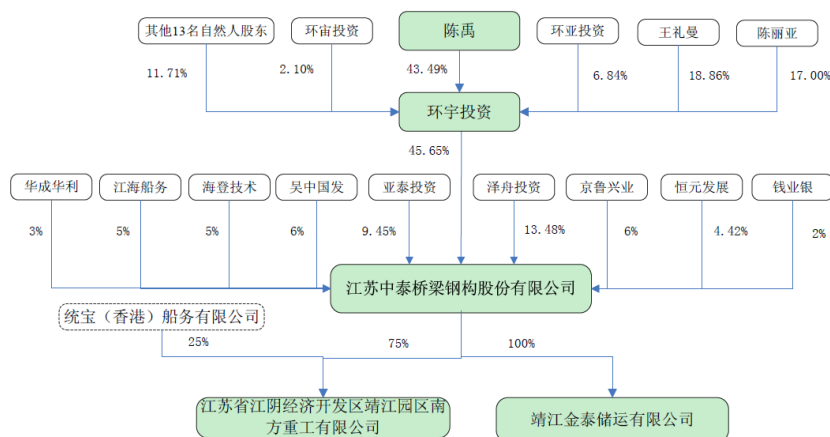 其他13名自然人股东
环宙投资
陈禹
环亚投资
王礼曼
陈丽亚
11.71%
2.10%
43.49%
6.84%
18.86%
17.00%
环宇投资
45.65%
华成华利
江海船务
海登技术
吴中国发
亚泰投资
泽舟投资
京鲁兴业
恒元发展
钱业银
3%
5%
5%
6%
9.45%
13.48%
6%
4.42%
2%
江苏中泰桥梁钢构股份有限公司
统宝（香港）船务有限公司
25%
75%
100%
江苏省江阴经济开发区靖江园区南
方重工有限公司
靖江金泰储运有限公司